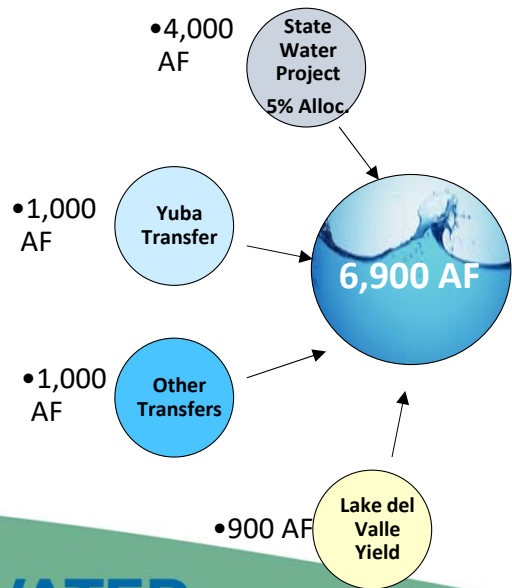 •4,000
AF
State
Water
Project
5% Alloc.
•1,000
AF
Yuba
Transfer
6,900 AF
•1,000
AF
Other
Transfers
•900 AF
Lake del
Valle
Yield
WATER